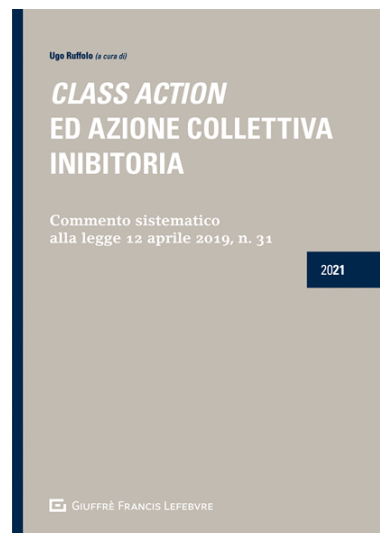 Ugo Ruffolo (a cura di)
CLASS ACTION
ED AZIONE COLLETTIVA
INIBITORIA
Commento sistematico
alla legge 12 aprile 2019, n. 31
2021
GIUFFRÈ FRANCIS LEFEBVRE